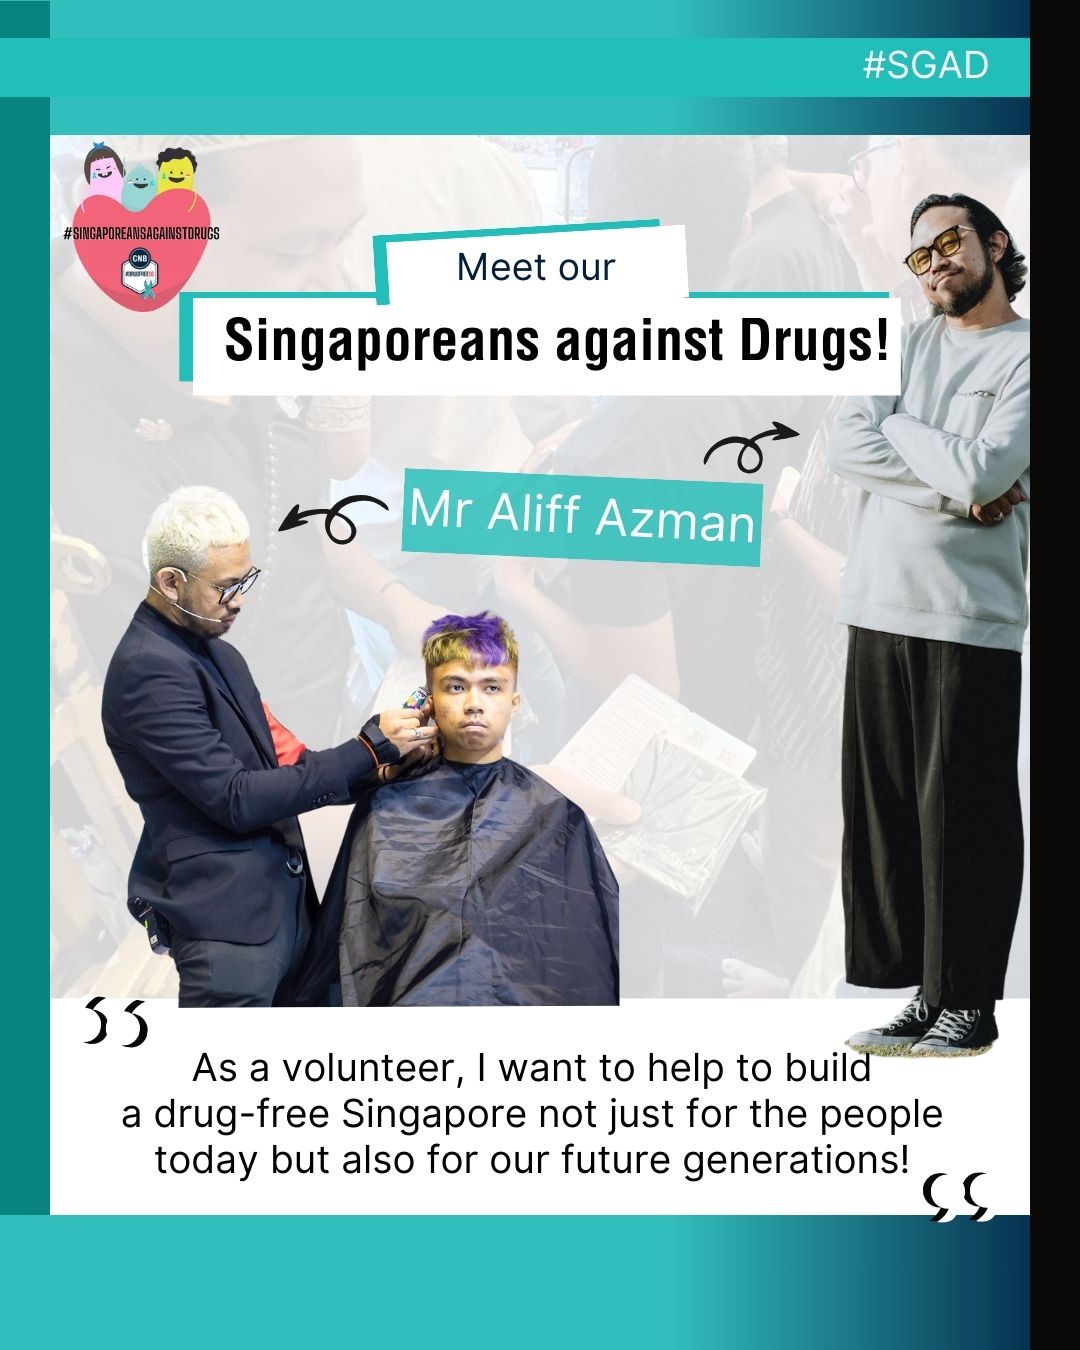 #SGAD
#SINGAPOREANSAGAINSTDRUGS
CNB
#DRUGFREESG
Meet our
Singaporeans against Drugs!
Mr Aliff Azman
As a volunteer, I want to help to build
a drug-free Singapore not just for the people
today but also for our future generations!